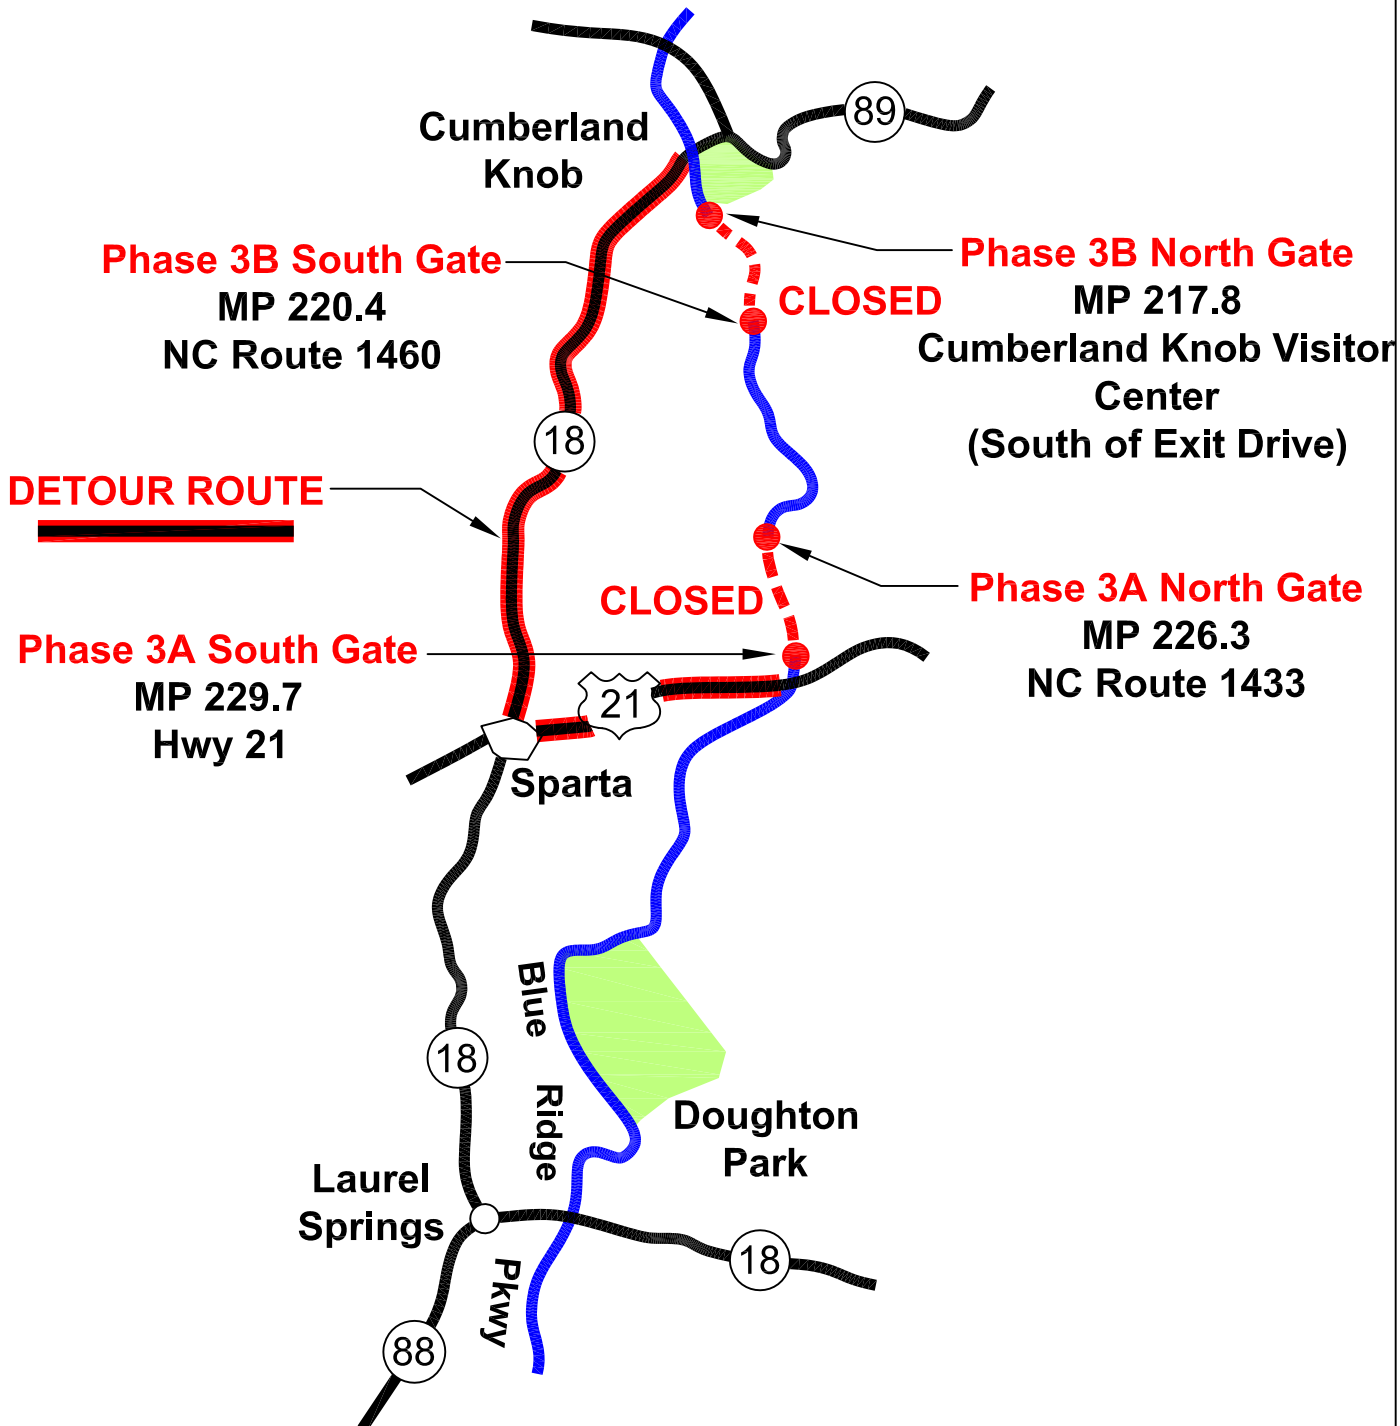 Cumberland
Knob
89
Phase 3B South Gate
MP 220.4
NC Route 1460
Phase 3B North Gate
MP 217.8
Cumberland Knob Visitor
Center
(South of Exit Drive)
CLOSED
18
DETOUR ROUTE
CLOSED
Phase 3A North Gate
MP 226.3
NC Route 1433
Phase 3A South Gate
MP 229.7
Hwy 21
21
Sparta
Blue
Ridge
Pkwy
18
Doughton
Park
Laurel
Springs
18
88